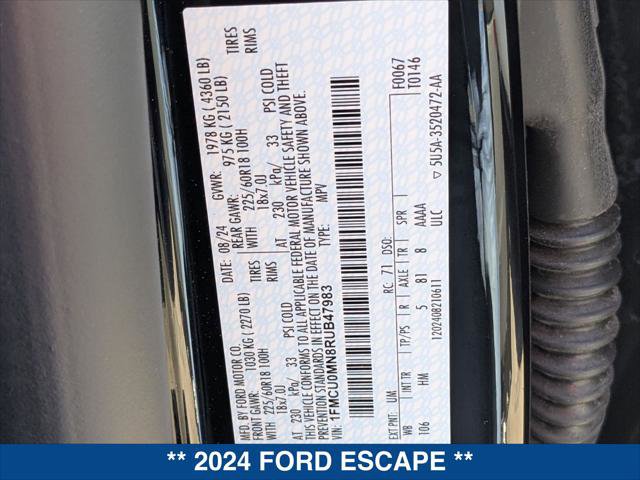 MFD. BY FORD MOTOR CO.
DATE: 08/24 GVWR: 1978 KG ( 4360 LB)
FRONT GAWR: 1030 KG ( 2270 LB) REAR GAWR: 975 KG ( 2150 LB)
WITH 225/60R18 100H TIRES WITH 225/60R18 100H TIRES
18x7.0J RIMS 18x7.0J RIMS
AT 230 kPa/ 33 PSI COLD AT 230 kPa/ 33 PSI COLD
THIS VEHICLE CONFORMS TO ALL APPLICABLE FEDERAL MOTOR VEHICLE SAFETY AND THEFT
PREVENTION STANDARDS IN EFFECT ON THE DATE OF MANUFACTURE SHOWN ABOVE.
VIN: 1FMCU0MN8RUB47983 TYPE: MPV
F0067
T0146
EXT PNT: UM RC: 71 DSO:
WB INT TR TP/PS R AXLE TR SPR
106 HM 5 81 8 AAAA
ULC
1202408210611
▽ 5U5A-3520472-AA
** 2024 FORD ESCAPE **